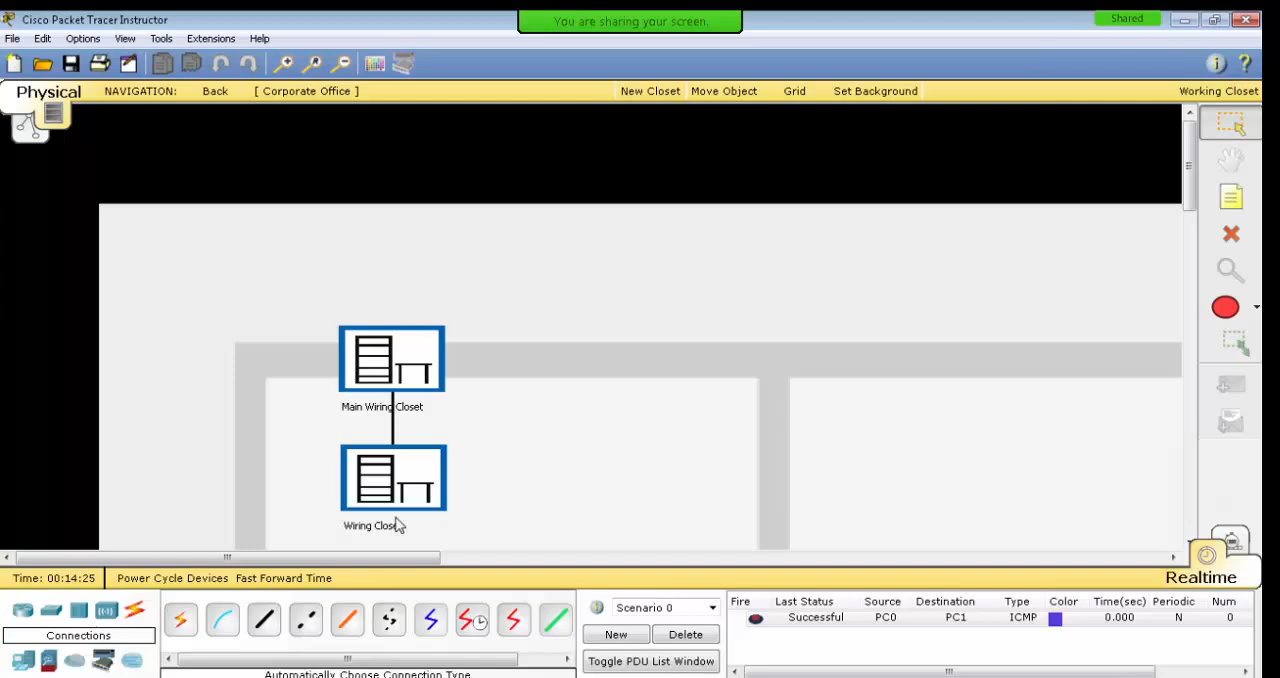 Cisco Packet Tracer Instructor
You are sharing your screen.
Shared
File Edit Options View Tools Extensions Help
Physical NAVIGATION: Back [ Corporate Office ] New Closet Move Object Grid Set Background Working Closet
Main Wiring Closet
Wiring Close
Time: 00:14:25 Power Cycle Devices Fast Forward Time
Realtime
Connections
Automatically Choose Connection Type
Scenario 0
New Delete
Toggle PDU List Window
Fire Last Status Source Destination Type Color Time(sec) Periodic Num
Successful PC0 PC1 ICMP 0.000 N 0